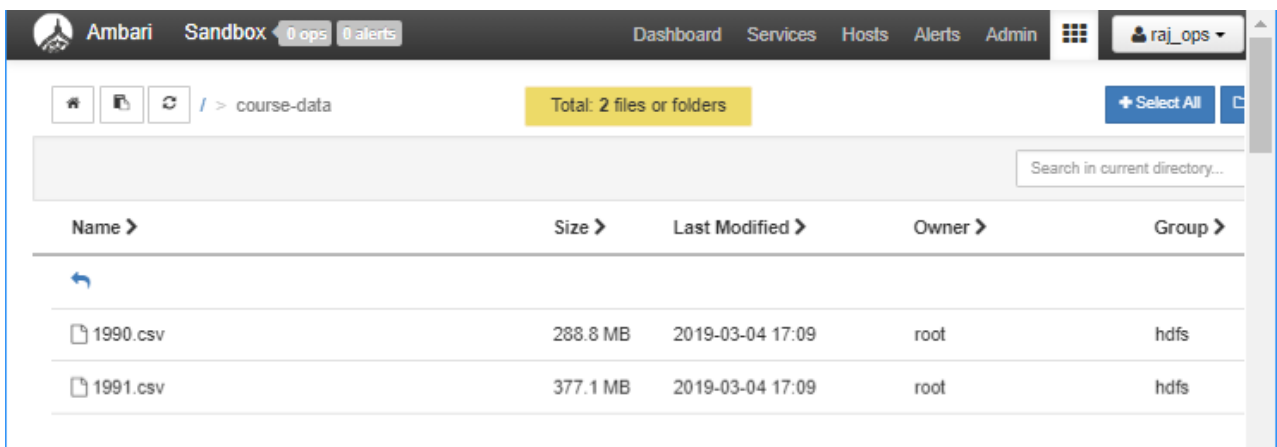 Ambari Sandbox 0 ops 0 alerts Dashboard Services Hosts Alerts Admin raj_ops
/ > course-data Total: 2 files or folders + Select All
Search in current directory...
Name Size Last Modified Owner Group
1990.csv 288.8 MB 2019-03-04 17:09 root hdfs
1991.csv 377.1 MB 2019-03-04 17:09 root hdfs